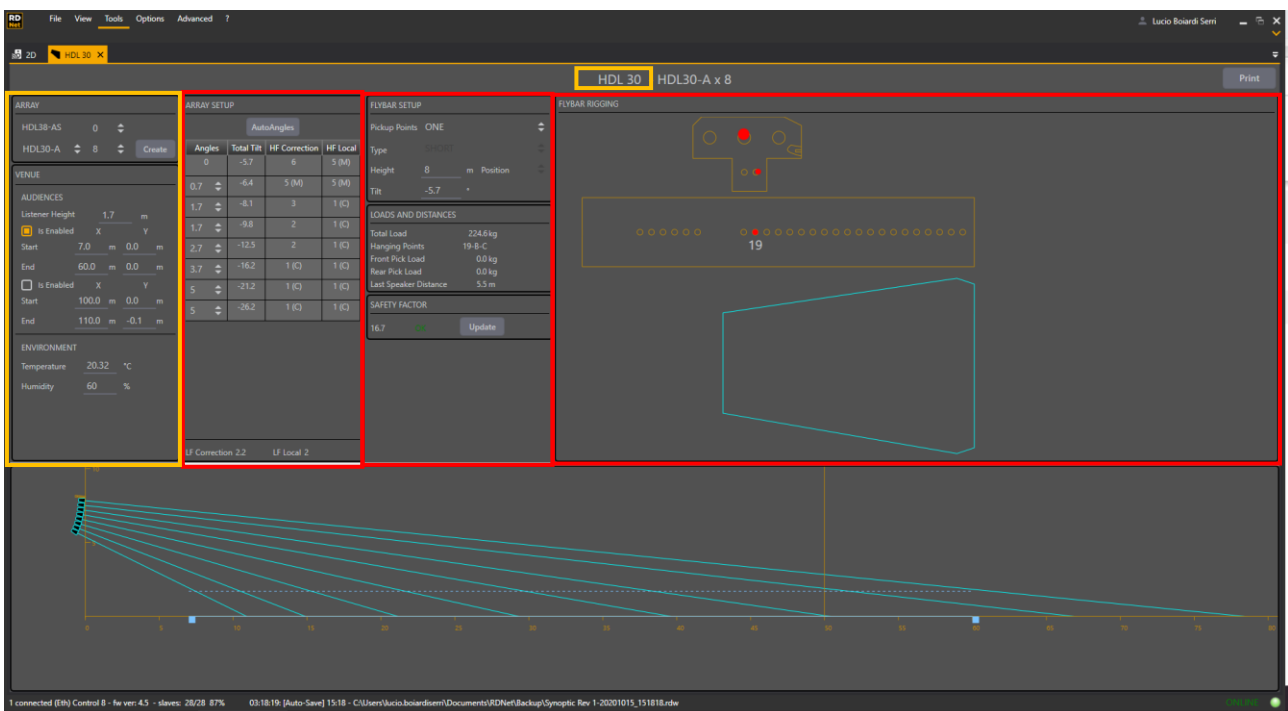 RD Net File View Tools Options Advanced ? Lucio Boiardi Serri
2D HDL 30
HDL 30 HDL30-A x 8 Print
ARRAY
HDL38-AS 0
HDL30-A 8 Create
VENUE
AUDIENCES
Listener Height 1.7 m
Is Enabled X Y
Start 7.0 m 0.0 m
End 60.0 m 0.0 m
Is Enabled X Y
Start 100.0 m 0.0 m
End 110.0 m -0.1 m
ENVIRONMENT
Temperature 20.32 °C
Humidity 60 %
ARRAY SETUP
AutoAngles
Angles Total Tilt HF Correction HF Local
0 -5.7 6 5 (M)
0.7 -6.4 5 (M) 5 (M)
1.7 -8.1 3 1 (C)
1.7 -9.8 2 1 (C)
2.7 -12.5 2 1 (C)
3.7 -16.2 1 (C) 1 (C)
5 -21.2 1 (C) 1 (C)
5 -26.2 1 (C) 1 (C)
LF Correction 2.2 LF Local 2
FLYBAR SETUP
Pickup Points ONE
Type SHORT
Height 8 m Position
Tilt -5.7 °
LOADS AND DISTANCES
Total Load 224.6 kg
Hanging Points 19-B-C
Front Pick Load 0.0 kg
Rear Pick Load 0.0 kg
Last Speaker Distance 5.5 m
SAFETY FACTOR
16.7 Update
FLYBAR RIGGING
19
10
5
0 5 10 15 20 25 30 35 40 45 50 55 60 65 70 75 80
1 connected (Eth) Control 8 - fw ver: 4.5 - slaves: 28/28 87% 03:18:19: [Auto-Save] 15:18 - C:\Users\lucio.boiardiserri\Documents\RDNet\Backup\Synoptic Rev 1-20201015_151818.rdw ONLINE